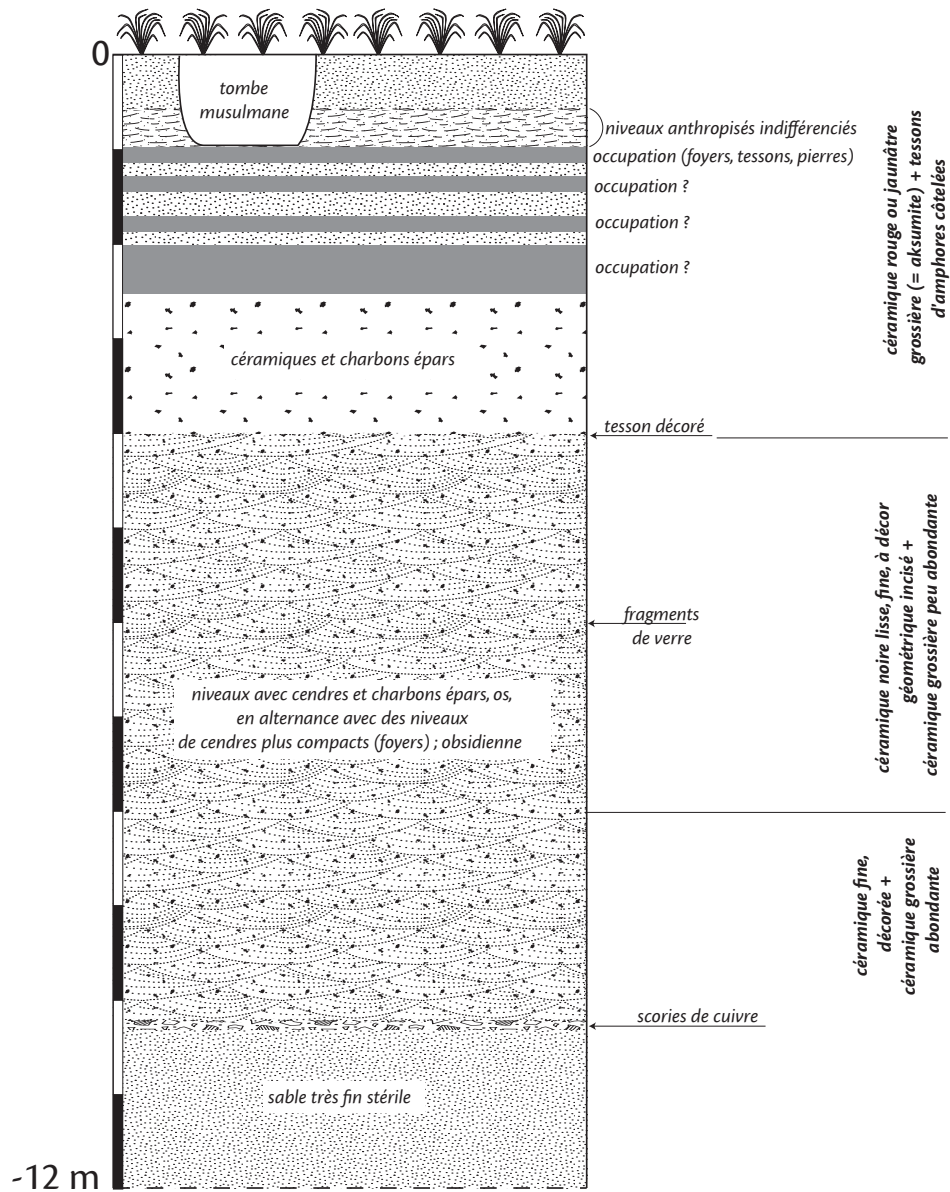 0
tombe
musulmane
niveaux anthropisés indifférenciés
occupation (foyers, tessons, pierres)
occupation ?
occupation ?
occupation ?
céramique rouge ou jaunâtre
grossière (= aksumite) + tessons
d'amphores côtelées
céramiques et charbons épars
tesson décoré
céramique noire lisse, fine, à décor
géométrique incisé +
céramique grossière peu abondante
fragments
de verre
niveaux avec cendres et charbons épars, os,
en alternance avec des niveaux
de cendres plus compacts (foyers) ; obsidienne
céramique fine,
décorée +
céramique grossière
abondante
scories de cuivre
sable très fin stérile
-12 m